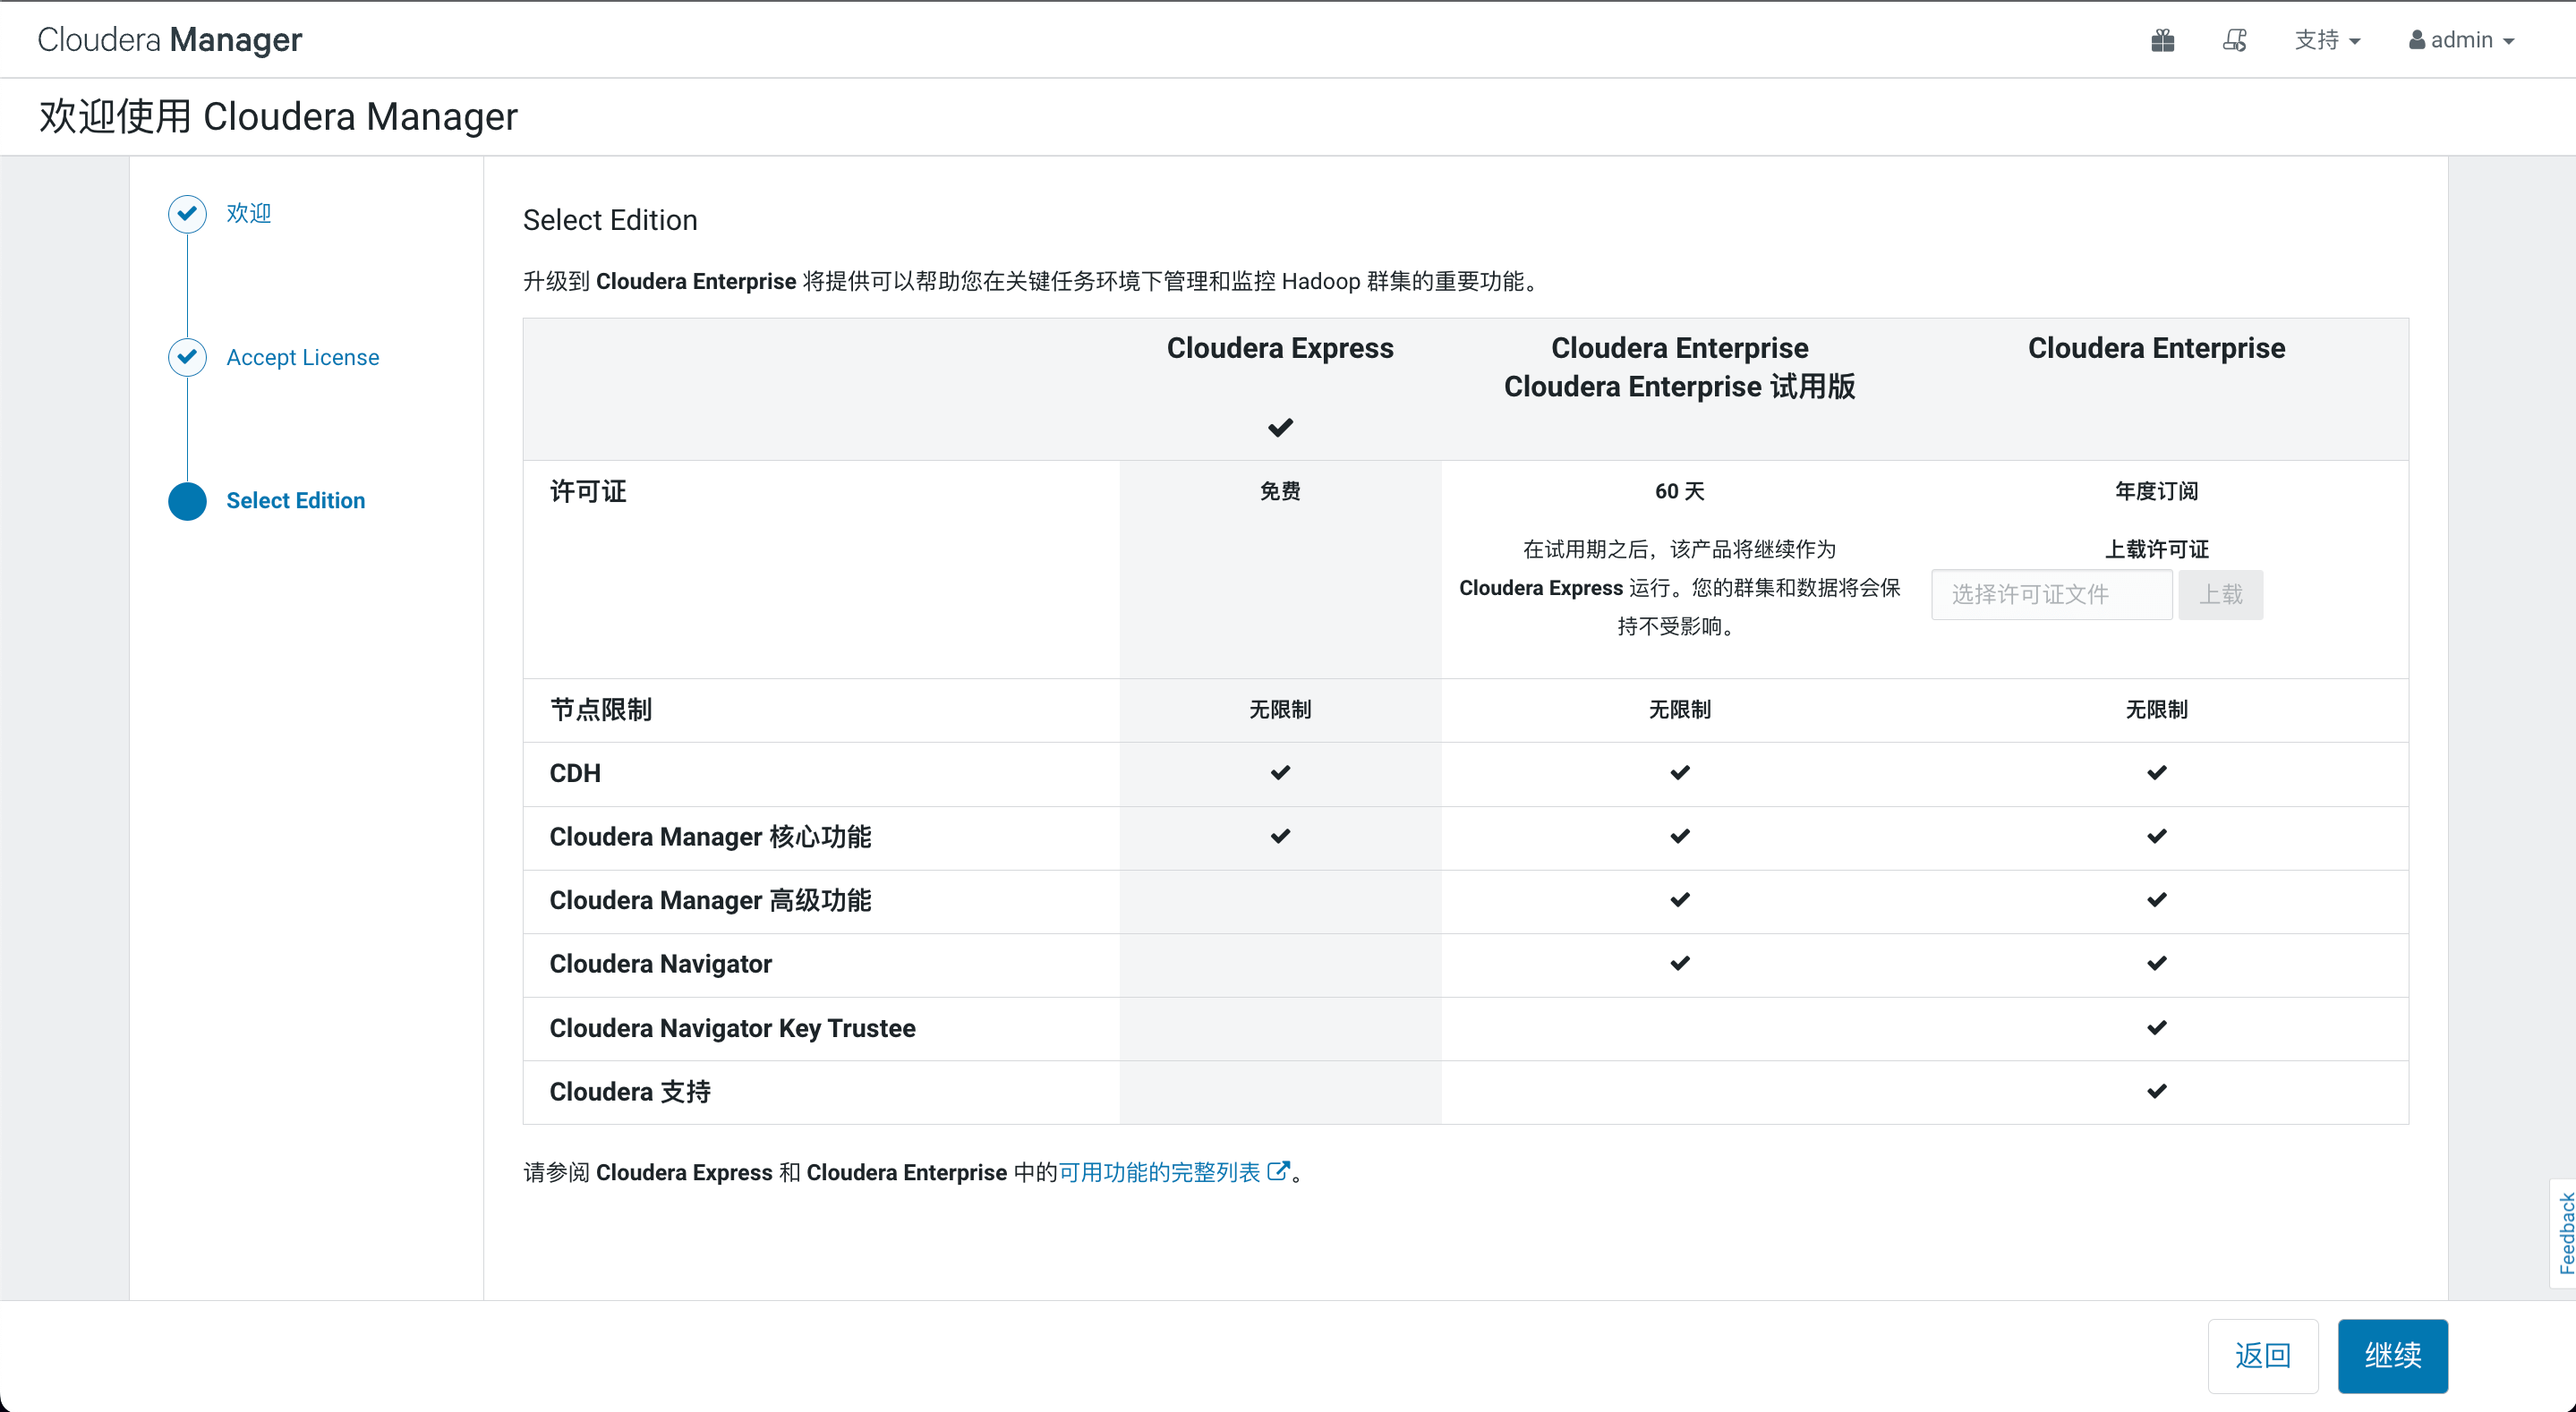 Cloudera Manager
支持
admin
欢迎使用 Cloudera Manager
欢迎
Accept License
Select Edition
Select Edition
升级到 Cloudera Enterprise 将提供可以帮助您在关键任务环境下管理和监控 Hadoop 群集的重要功能。
Cloudera Express
Cloudera Enterprise
Cloudera Enterprise 试用版
Cloudera Enterprise
许可证
免费
60 天
在试用期之后，该产品将继续作为
Cloudera Express 运行。您的群集和数据将会保
持不受影响。
年度订阅
上载许可证
选择许可证文件
上载
节点限制
无限制
无限制
无限制
CDH
Cloudera Manager 核心功能
Cloudera Manager 高级功能
Cloudera Navigator
Cloudera Navigator Key Trustee
Cloudera 支持
请参阅 Cloudera Express 和 Cloudera Enterprise 中的可用功能的完整列表。
Feedback
返回
继续